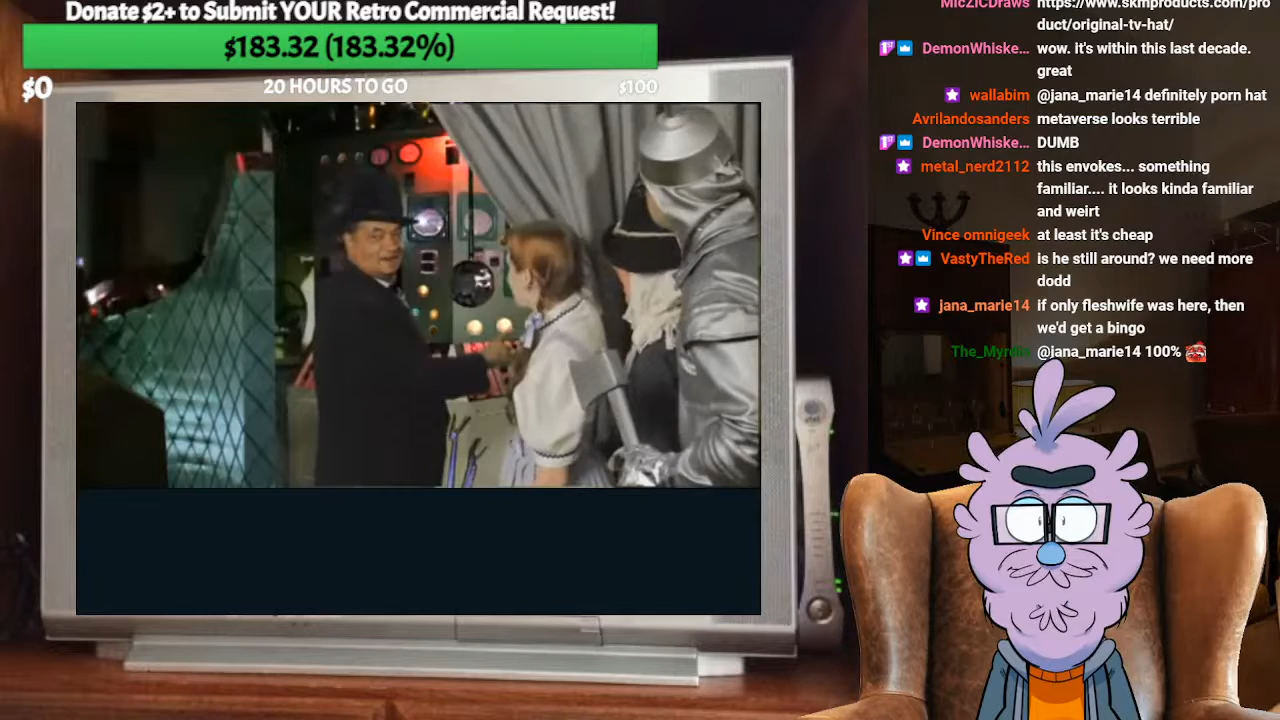 Donate $2+ to Submit YOUR Retro Commercial Request!
$183.32 (183.32%)
$0
20 HOURS TO GO
$100
MicZICDraws https://www.skmproducts.com/pro
duct/original-tv-hat/
DemonWhiske... wow. it's within this last decade.
great
wallabim @jana_marie14 definitely porn hat
Avrilandosanders metaverse looks terrible
DemonWhiske... DUMB
metal_nerd2112 this envokes... something
familiar.... it looks kinda familiar
and weirt
Vince omnigeek at least it's cheap
VastyTheRed is he still around? we need more
dodd
jana_marie14 if only fleshwife was here, then
we'd get a bingo
@jana_marie14 100%